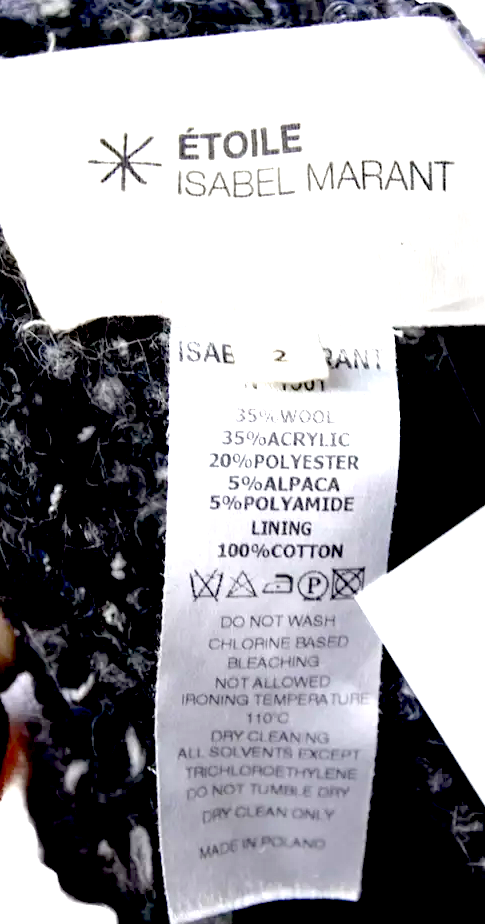 ÉTOILE
ISABEL MARANT
ISAB 2 RANT
35%WOOL
35%ACRYLIC
20%POLYESTER
5%ALPACA
5%POLYAMIDE
LINING
100%COTTON
P
DO NOT WASH
CHLORINE BASED
BLEACHING
NOT ALLOWED
IRONING TEMPERATURE
110°C
DRY CLEANING
ALL SOLVENTS EXCEPT
TRICHLOROETHYLENE
DO NOT TUMBLE DRY
DRY CLEAN ONLY
MADE IN POLAND